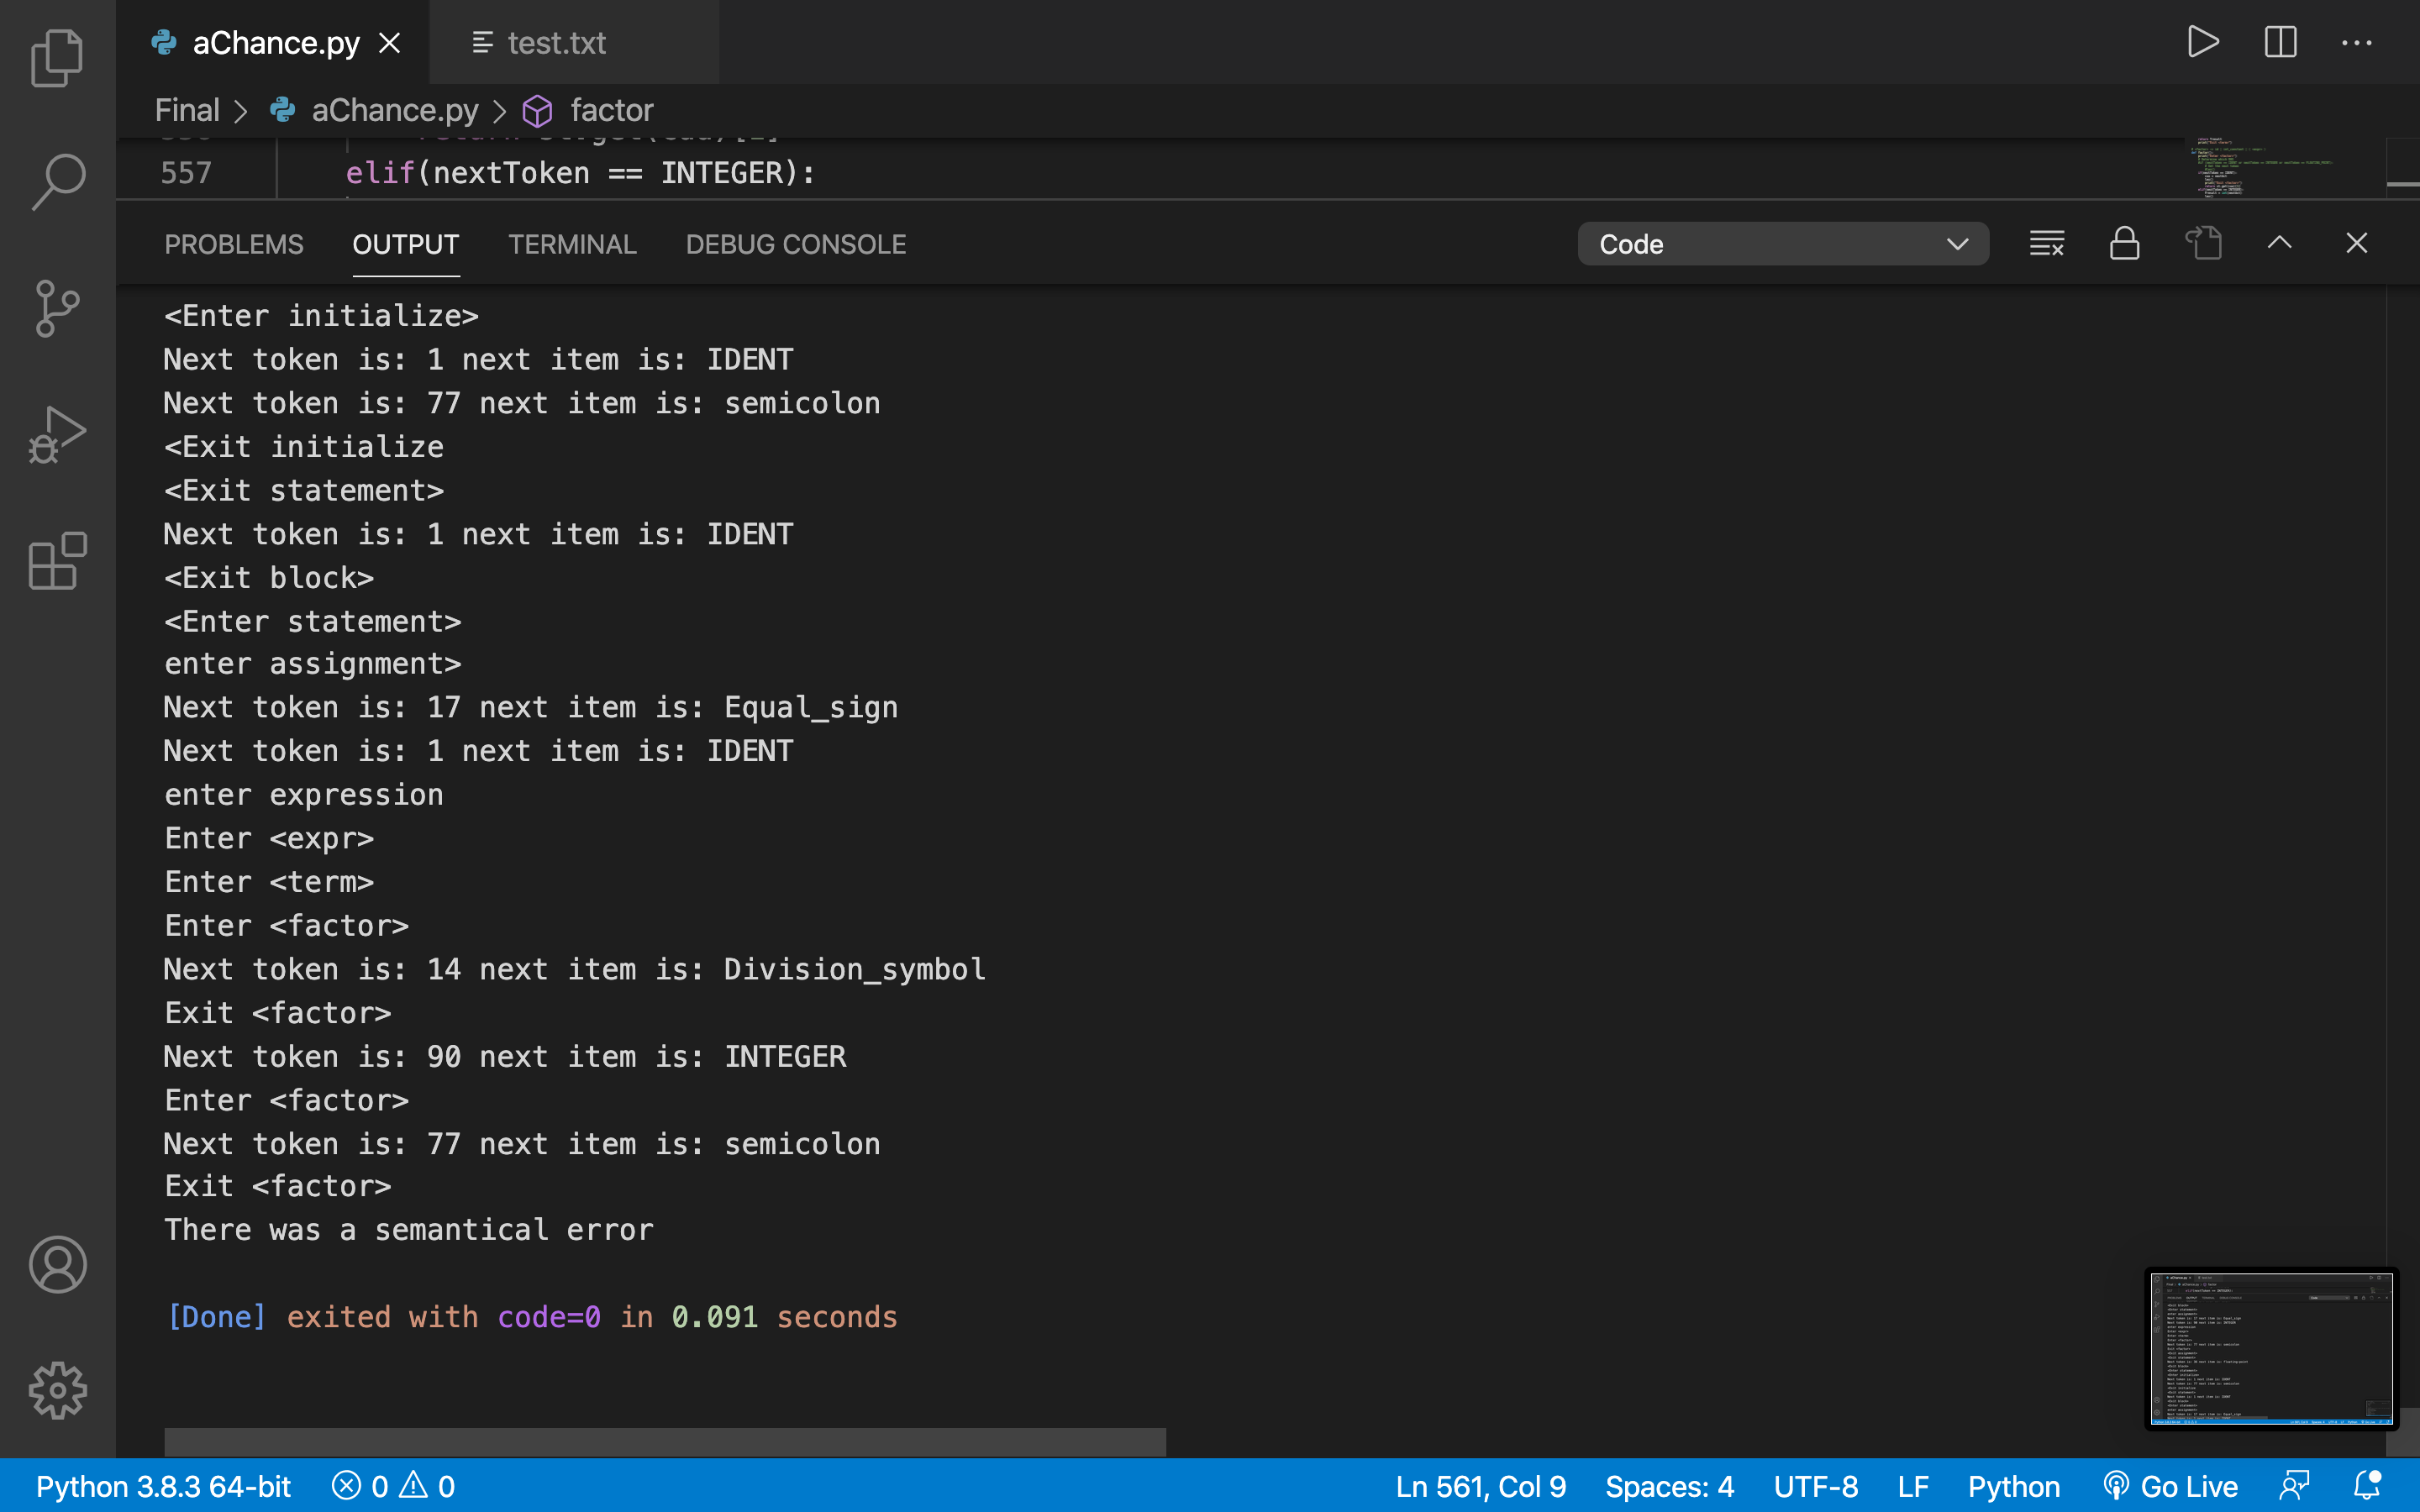 aChance.py
test.txt
Final > aChance.py > factor
557 elif(nextToken == INTEGER):
PROBLEMS OUTPUT TERMINAL DEBUG CONSOLE Code
<Enter initialize>
Next token is: 1 next item is: IDENT
Next token is: 77 next item is: semicolon
<Exit initialize
<Exit statement>
Next token is: 1 next item is: IDENT
<Exit block>
<Enter statement>
enter assignment>
Next token is: 17 next item is: Equal_sign
Next token is: 1 next item is: IDENT
enter expression
Enter <expr>
Enter <term>
Enter <factor>
Next token is: 14 next item is: Division_symbol
Exit <factor>
Next token is: 90 next item is: INTEGER
Enter <factor>
Next token is: 77 next item is: semicolon
Exit <factor>
There was a semantical error
[Done] exited with code=0 in 0.091 seconds
Python 3.8.3 64-bit 0 0 Ln 561, Col 9 Spaces: 4 UTF-8 LF Python Go Live